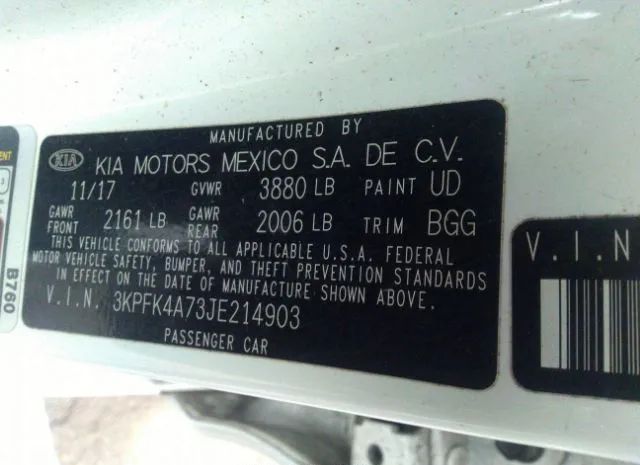 MANUFACTURED BY
KIA KIA MOTORS MEXICO S.A. DE C.V.
11/17 GVWR 3880 LB PAINT UD
GAWR FRONT 2161 LB GAWR REAR 2006 LB TRIM BGG
THIS VEHICLE CONFORMS TO ALL APPLICABLE U.S.A. FEDERAL
MOTOR VEHICLE SAFETY, BUMPER, AND THEFT PREVENTION STANDARDS
IN EFFECT ON THE DATE OF MANUFACTURE SHOWN ABOVE.
V.I.N. 3KPFK4A73JE214903
PASSENGER CAR
B760
V.I.N